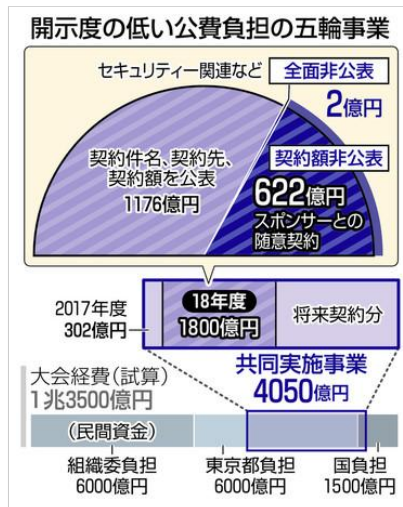 開示度の低い公費負担の五輪事業
セキュリティー関連など
全面非公表
2億円
契約件名、契約先、
契約額を公表
1176億円
契約額非公表
622億円
スポンサーとの
随意契約
2017年度
302億円
18年度
1800億円
将来契約分
共同実施事業
4050億円
大会経費(試算)
1兆3500億円
(民間資金)
組織委負担
6000億円
東京都負担
6000億円
国負担
1500億円